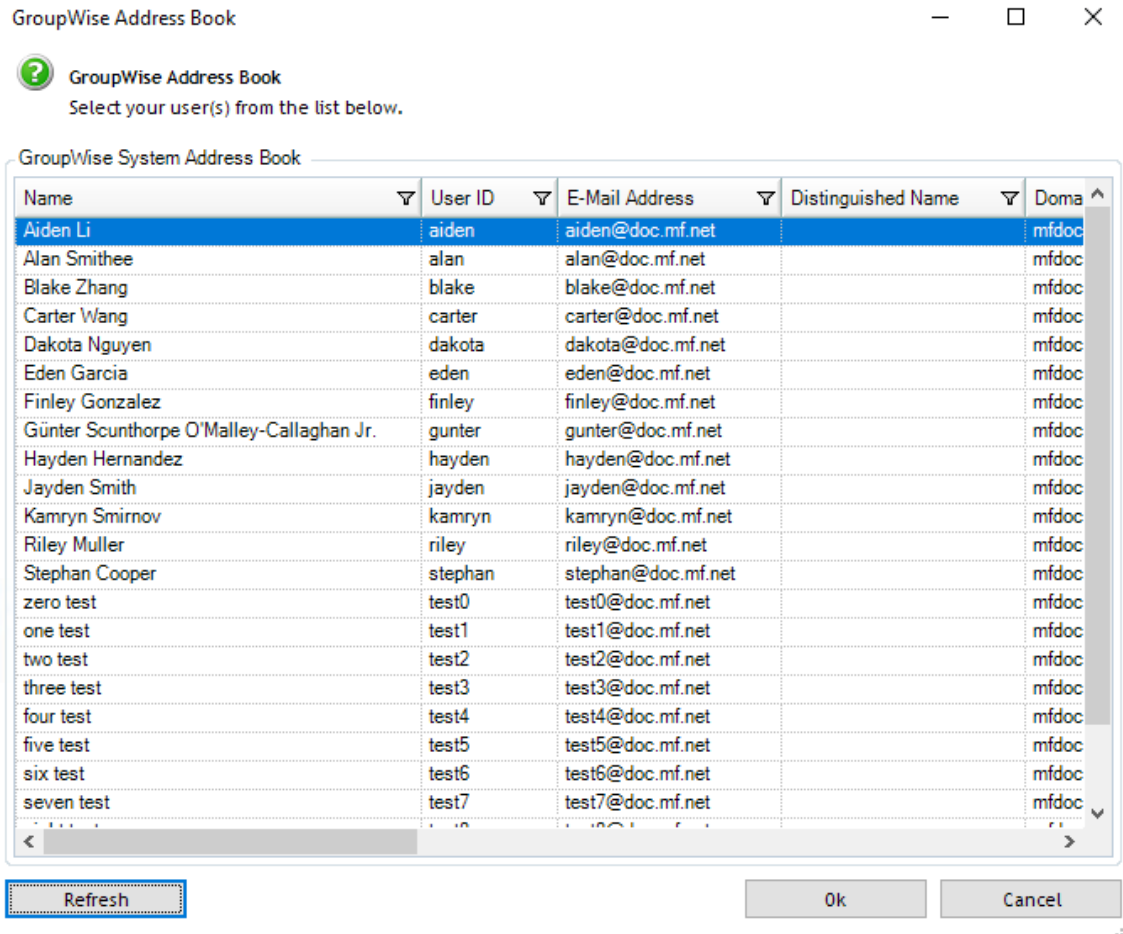 GroupWise Address Book
GroupWise Address Book
Select your user(s) from the list below.
GroupWise System Address Book
Name User ID E-Mail Address Distinguished Name Doma
Aiden Li aiden aiden@doc.mf.net mfdoc
Alan Smithee alan alan@doc.mf.net mfdoc
Blake Zhang blake blake@doc.mf.net mfdoc
Carter Wang carter carter@doc.mf.net mfdoc
Dakota Nguyen dakota dakota@doc.mf.net mfdoc
Eden Garcia eden eden@doc.mf.net mfdoc
Finley Gonzalez finley finley@doc.mf.net mfdoc
Günter Scunthorpe O'Malley-Callaghan Jr. gunter gunter@doc.mf.net mfdoc
Hayden Hernandez hayden hayden@doc.mf.net mfdoc
Jayden Smith jayden jayden@doc.mf.net mfdoc
Kamryn Smirnov kamryn kamryn@doc.mf.net mfdoc
Riley Muller riley riley@doc.mf.net mfdoc
Stephan Cooper stephan stephan@doc.mf.net mfdoc
zero test test0 test0@doc.mf.net mfdoc
one test test1 test1@doc.mf.net mfdoc
two test test2 test2@doc.mf.net mfdoc
three test test3 test3@doc.mf.net mfdoc
four test test4 test4@doc.mf.net mfdoc
five test test5 test5@doc.mf.net mfdoc
six test test6 test6@doc.mf.net mfdoc
seven test test7 test7@doc.mf.net mfdoc
Refresh Ok Cancel